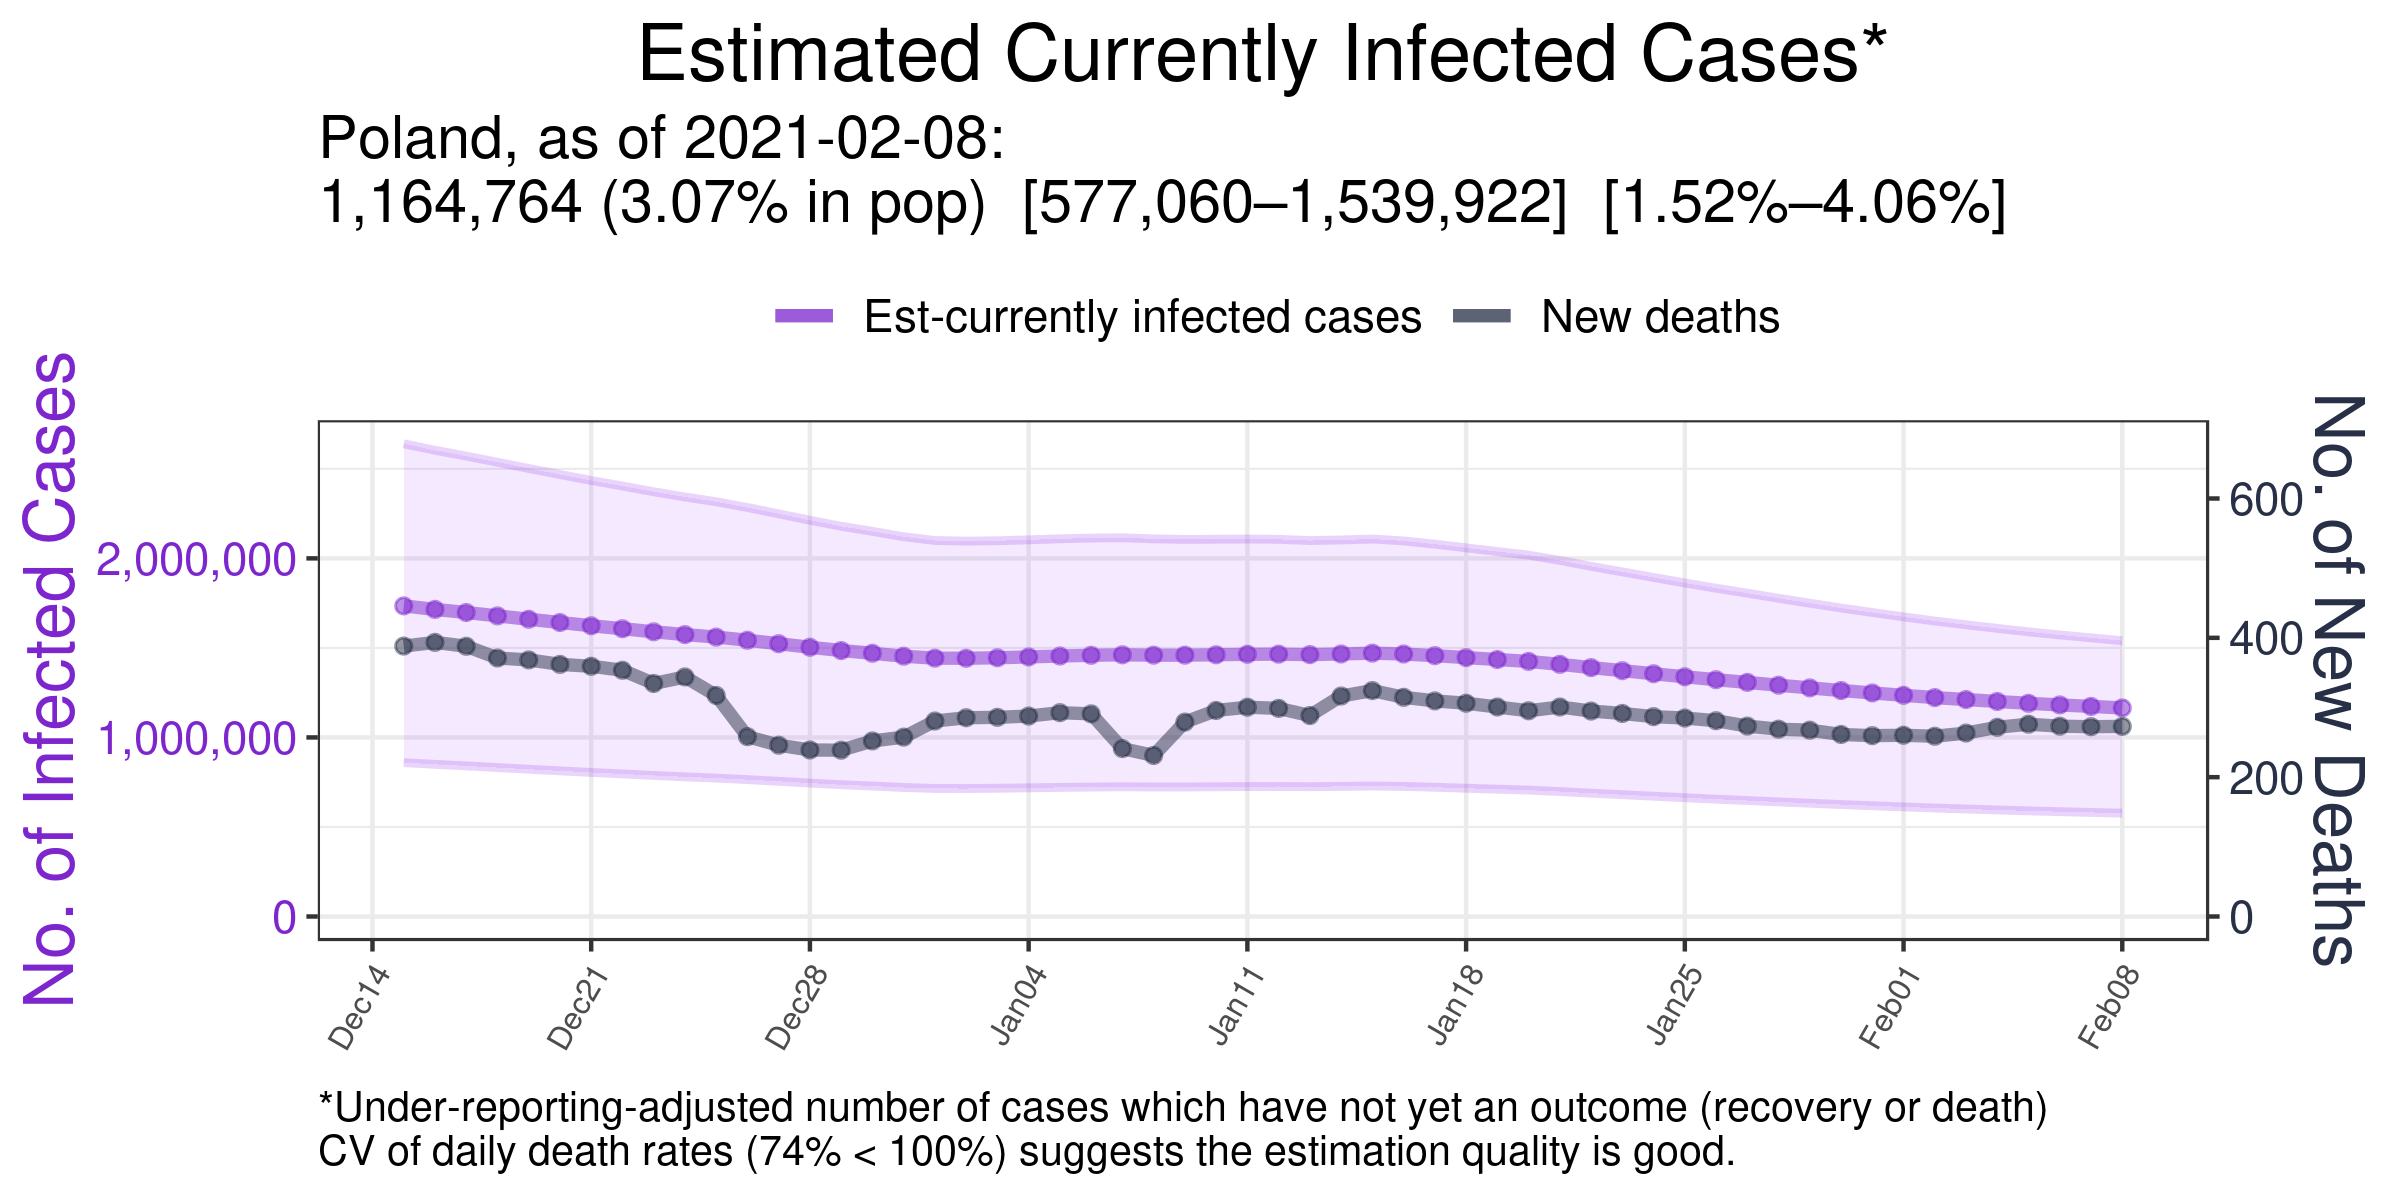 Estimated Currently Infected Cases*
Poland, as of 2021-02-08:
1,164,764 (3.07% in pop)  [577,060–1,539,922]  [1.52%–4.06%]
Est-currently infected cases
New deaths
No. of Infected Cases
2,000,000
1,000,000
0
600
400
200
0
No. of New Deaths
Dec14
Dec21
Dec28
Jan04
Jan11
Jan18
Jan25
Feb01
Feb08
*Under-reporting-adjusted number of cases which have not yet an outcome (recovery or death)
CV of daily death rates (74% < 100%) suggests the estimation quality is good.